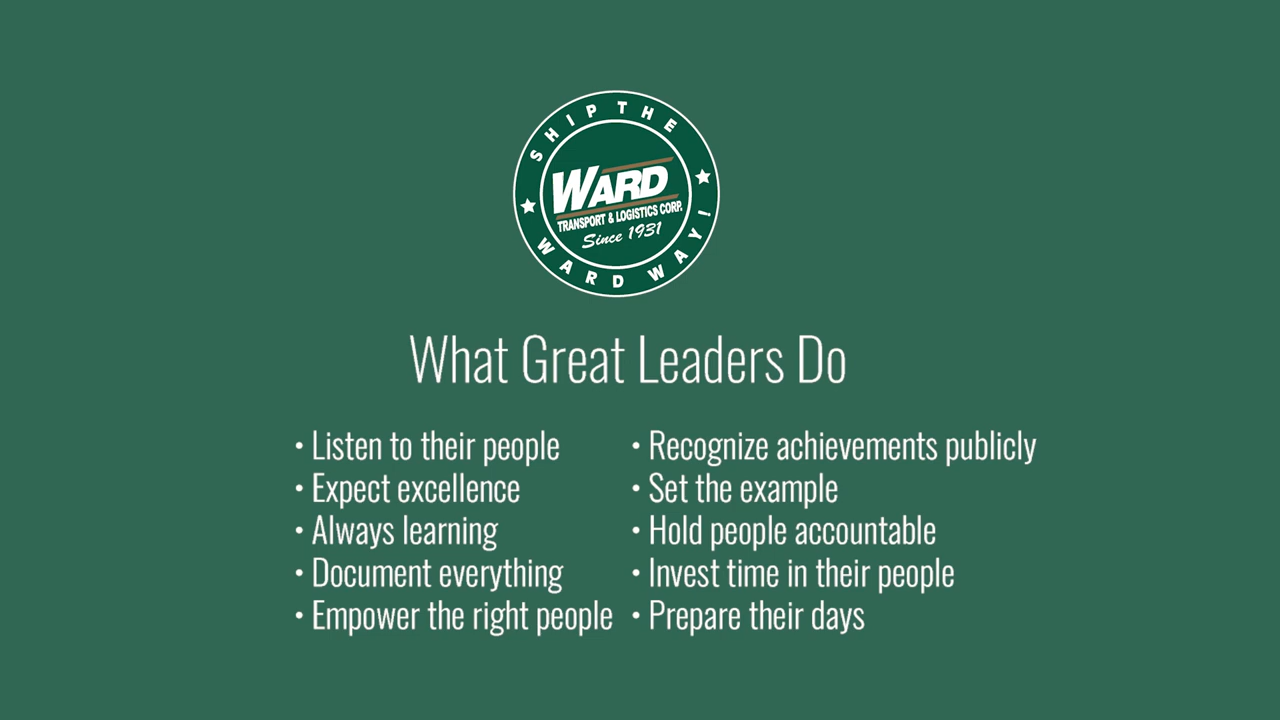 SHIP THE
WARD
TRANSPORT & LOGISTICS CORP.
Since 1931
WARD WAY!
What Great Leaders Do
• Listen to their people
• Expect excellence
• Always learning
• Document everything
• Empower the right people
• Recognize achievements publicly
• Set the example
• Hold people accountable
• Invest time in their people
• Prepare their days